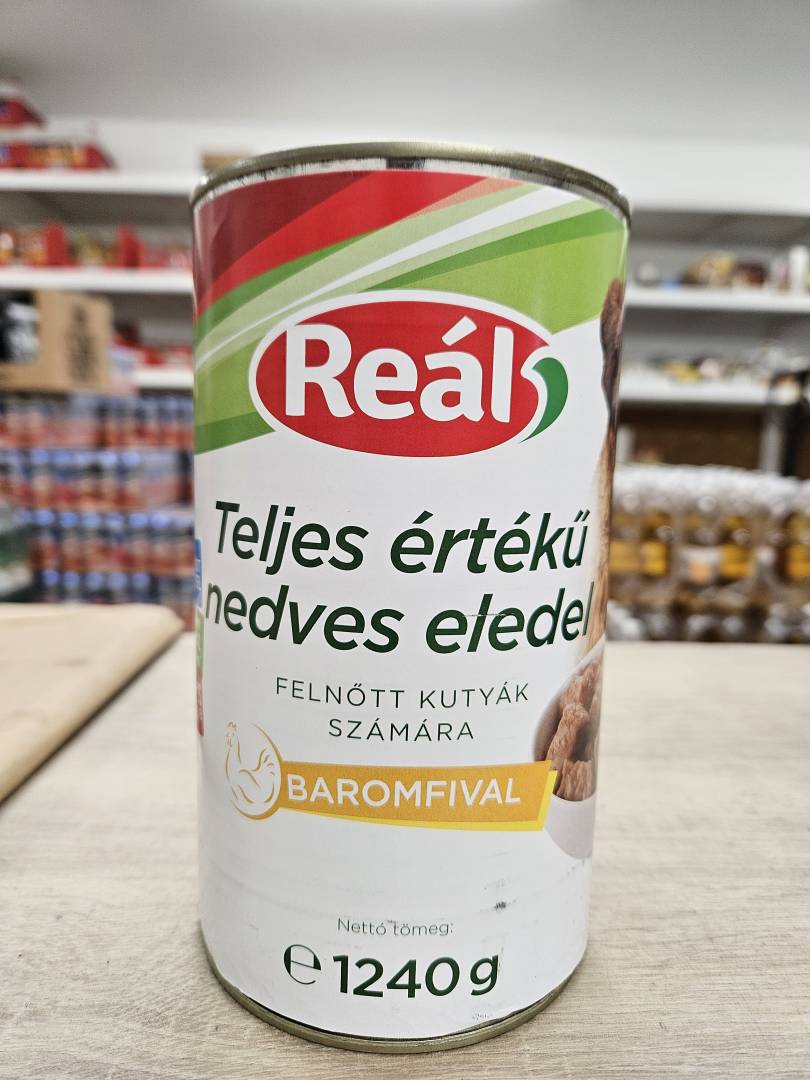 Reál
Teljes értékű
nedves eledel
FELNŐTT KUTYÁK
SZÁMÁRA
BAROMFIVAL
Nettó tömeg:
℮ 1240 g